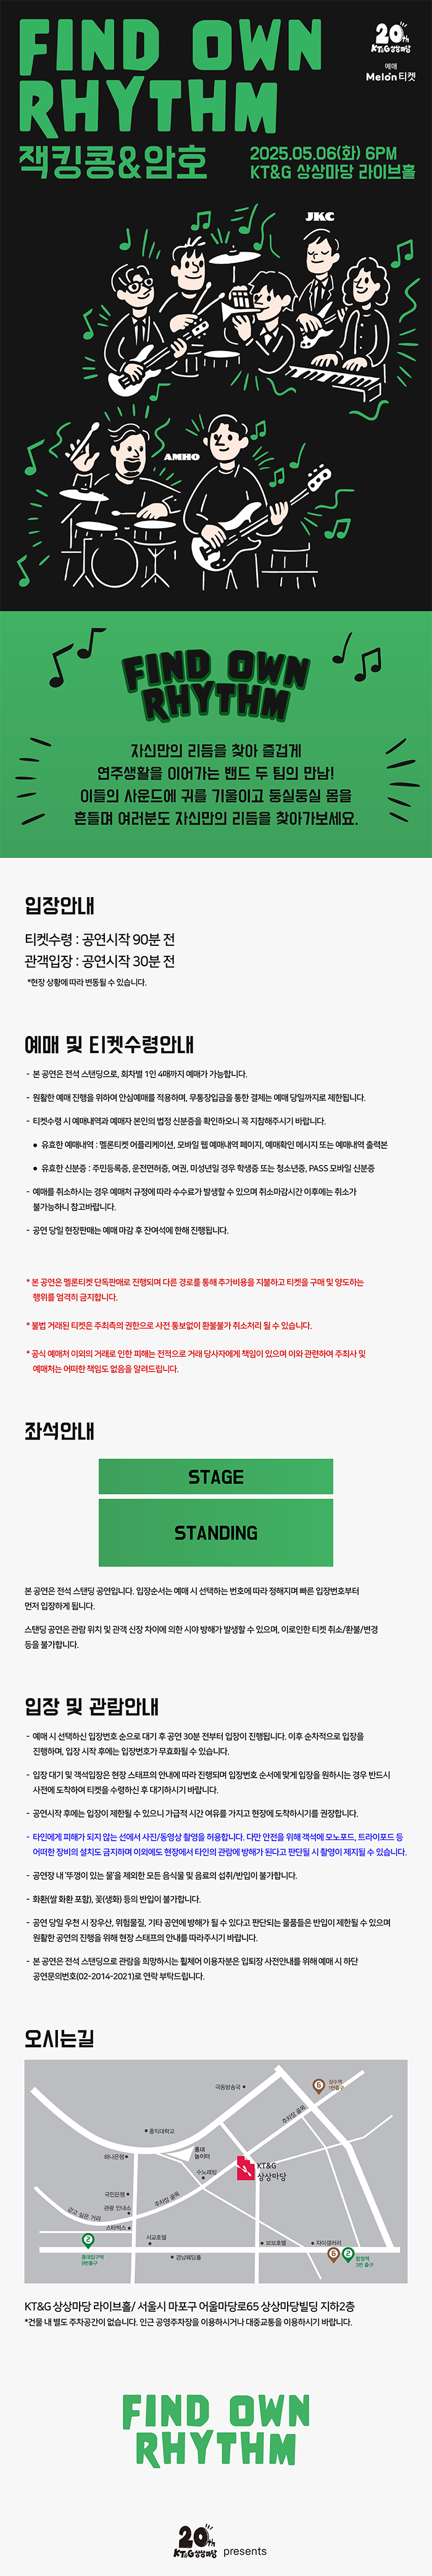 FIND OWN
RHYTHM
20th
KT&G 상상마당
예매
Melon 티켓
잭킹콩&암호
2025.05.06(화) 6PM
KT&G 상상마당 라이브홀
JKC
AMHO
FIND OWN
RHYTHM
자신만의 리듬을 찾아 즐겁게
연주생활을 이어가는 밴드 두 팀의 만남!
이들의 사운드에 귀를 기울이고 둥실둥실 몸을
흔들며 여러분도 자신만의 리듬을 찾아가보세요.
입장안내
티켓수령 : 공연시작 90분 전
관객입장 : 공연시작 30분 전
*현장 상황에 따라 변동될 수 있습니다.
예매 및 티켓수령안내
- 본 공연은 전석 스탠딩으로, 회차별 1인 4매까지 예매가 가능합니다.
- 원활한 예매 진행을 위하여 안심예매를 적용하며, 무통장입금을 통한 결제는 예매 당일까지로 제한됩니다.
- 티켓수령 시 예매내역과 예매자 본인의 법정 신분증을 확인하오니 꼭 지참해주시기 바랍니다.
● 유효한 예매내역 : 멜론티켓 어플리케이션, 모바일 웹 예매내역 페이지, 예매확인 메시지 또는 예매내역 출력본
● 유효한 신분증 : 주민등록증, 운전면허증, 여권, 미성년일 경우 학생증 또는 청소년증, PASS 모바일 신분증
- 예매를 취소하시는 경우 예매처 규정에 따라 수수료가 발생할 수 있으며 취소마감시간 이후에는 취소가
불가능하니 참고바랍니다.
- 공연 당일 현장판매는 예매 마감 후 잔여석에 한해 진행됩니다.
* 본 공연은 멜론티켓 단독판매로 진행되며 다른 경로를 통해 추가비용을 지불하고 티켓을 구매 및 양도하는
행위를 엄격히 금지합니다.
* 불법 거래된 티켓은 주최측의 권한으로 사전 통보없이 환불불가 취소처리 될 수 있습니다.
* 공식 예매처 이외의 거래로 인한 피해는 전적으로 거래 당사자에게 책임이 있으며 이와 관련하여 주최사 및
예매처는 어떠한 책임도 없음을 알려드립니다.
좌석안내
STAGE
STANDING
본 공연은 전석 스탠딩 공연입니다. 입장순서는 예매 시 선택하는 번호에 따라 정해지며 빠른 입장번호부터
먼저 입장하게 됩니다.
스탠딩 공연은 관람 위치 및 관객 신장 차이에 의한 시야 방해가 발생할 수 있으며, 이로인한 티켓 취소/환불/변경
등을 불가합니다.
입장 및 관람안내
- 예매 시 선택하신 입장번호 순으로 대기 후 공연 30분 전부터 입장이 진행됩니다. 이후 순차적으로 입장을
진행하며, 입장 시작 후에는 입장번호가 무효화될 수 있습니다.
- 입장 대기 및 객석입장은 현장 스태프의 안내에 따라 진행되며 입장번호 순서에 맞게 입장을 원하시는 경우 반드시
사전에 도착하여 티켓을 수령하신 후 대기하시기 바랍니다.
- 공연시작 후에는 입장이 제한될 수 있으니 가급적 시간 여유를 가지고 현장에 도착하시기를 권장합니다.
- 타인에게 피해가 되지 않는 선에서 사진/동영상 촬영을 허용합니다. 다만 안전을 위해 객석에 모노포드, 트라이포드 등
어떠한 장비의 설치도 금지하며 이외에도 현장에서 타인의 관람에 방해가 된다고 판단될 시 촬영이 제지될 수 있습니다.
- 공연장 내 '뚜껑이 있는 물'을 제외한 모든 음식물 및 음료의 섭취/반입이 불가합니다.
- 화환(쌀 화환 포함), 꽃(생화) 등의 반입이 불가합니다.
- 공연 당일 우천 시 장우산, 위험물질, 기타 공연에 방해가 될 수 있다고 판단되는 물품들은 반입이 제한될 수 있으며
원활한 공연의 진행을 위해 현장 스태프의 안내를 따라주시기 바랍니다.
- 본 공연은 전석 스탠딩으로 관람을 희망하시는 휠체어 이용자분은 입퇴장 사전안내를 위해 예매 시 하단
공연문의번호(02-2014-2021)로 연락 부탁드립니다.
오시는길
극동방송국
6
상수역
1번출구
주차장 골목
홍익대학교
홍대
놀이터
하나은행
수노래방
KT&G
상상마당
국민은행
관광 안내소
주차장 골목
걷고 싶은 거리
스타벅스
2
홍대입구역
9번출구
서교호텔
경남웨딩홀
보보호텔
자이갤러리
6
2
합정역
3번 출구
KT&G 상상마당 라이브홀/ 서울시 마포구 어울마당로65 상상마당빌딩 지하2층
*건물 내 별도 주차공간이 없습니다. 인근 공영주차장을 이용하시거나 대중교통을 이용하시기 바랍니다.
FIND OWN
RHYTHM
20th
KT&G 상상마당
presents